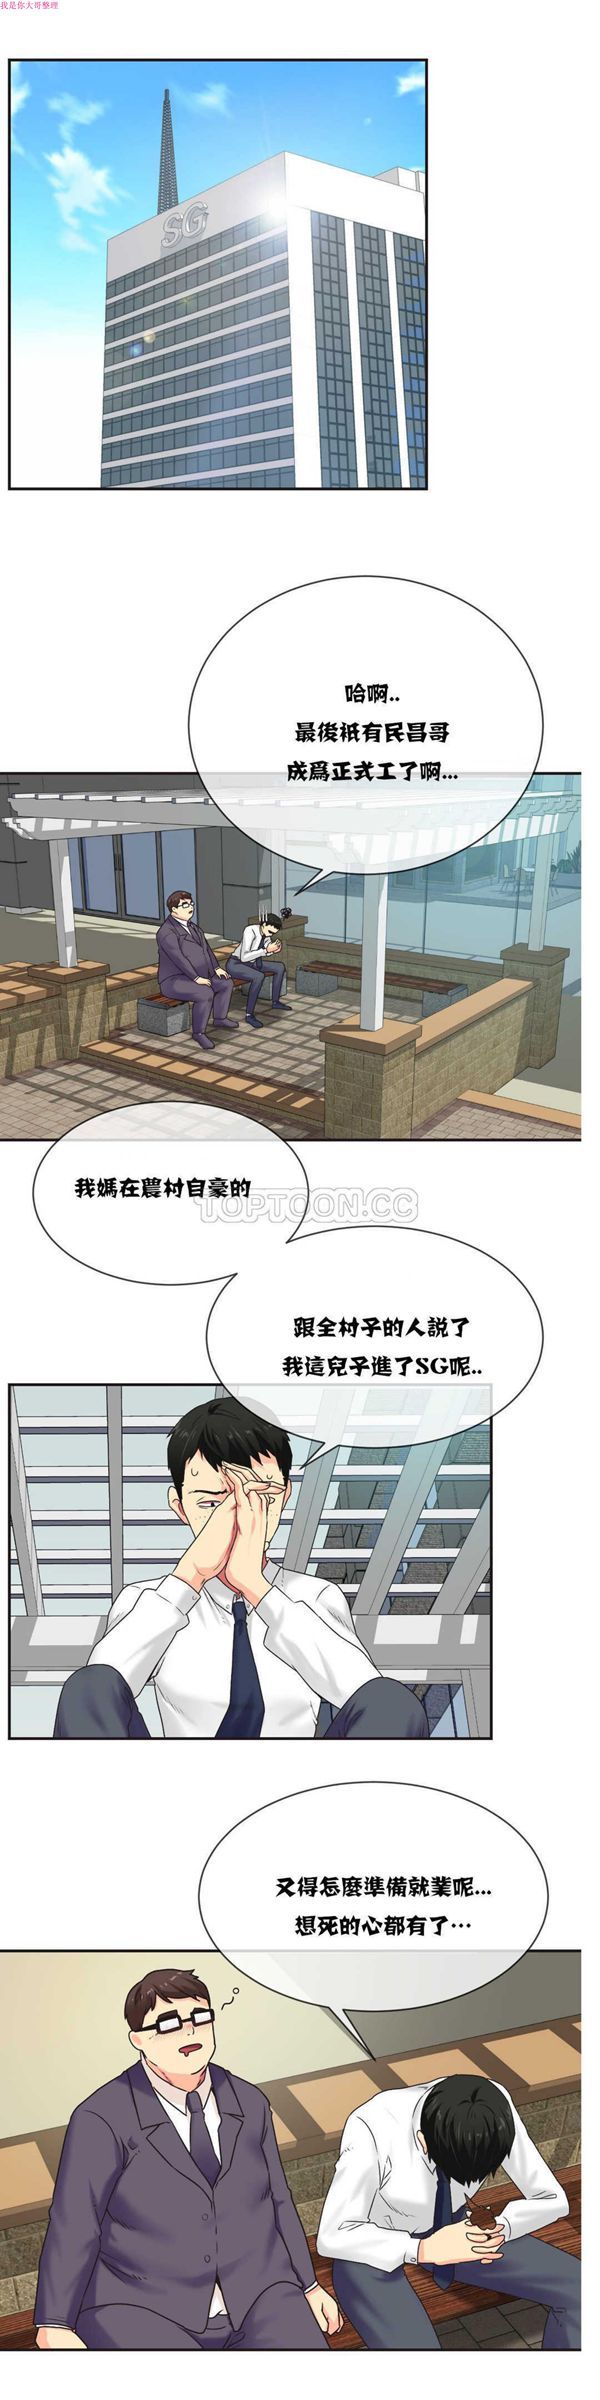 我是你大哥整理
SG
哈啊..
最後袛有民昌哥
成爲正式工了啊...
我媽在農村自豪的
TOPTOON.CC
跟全村子的人説了
我這兒子進了SG呢..
又得怎麼準備就業呢...
想死的心都有了…